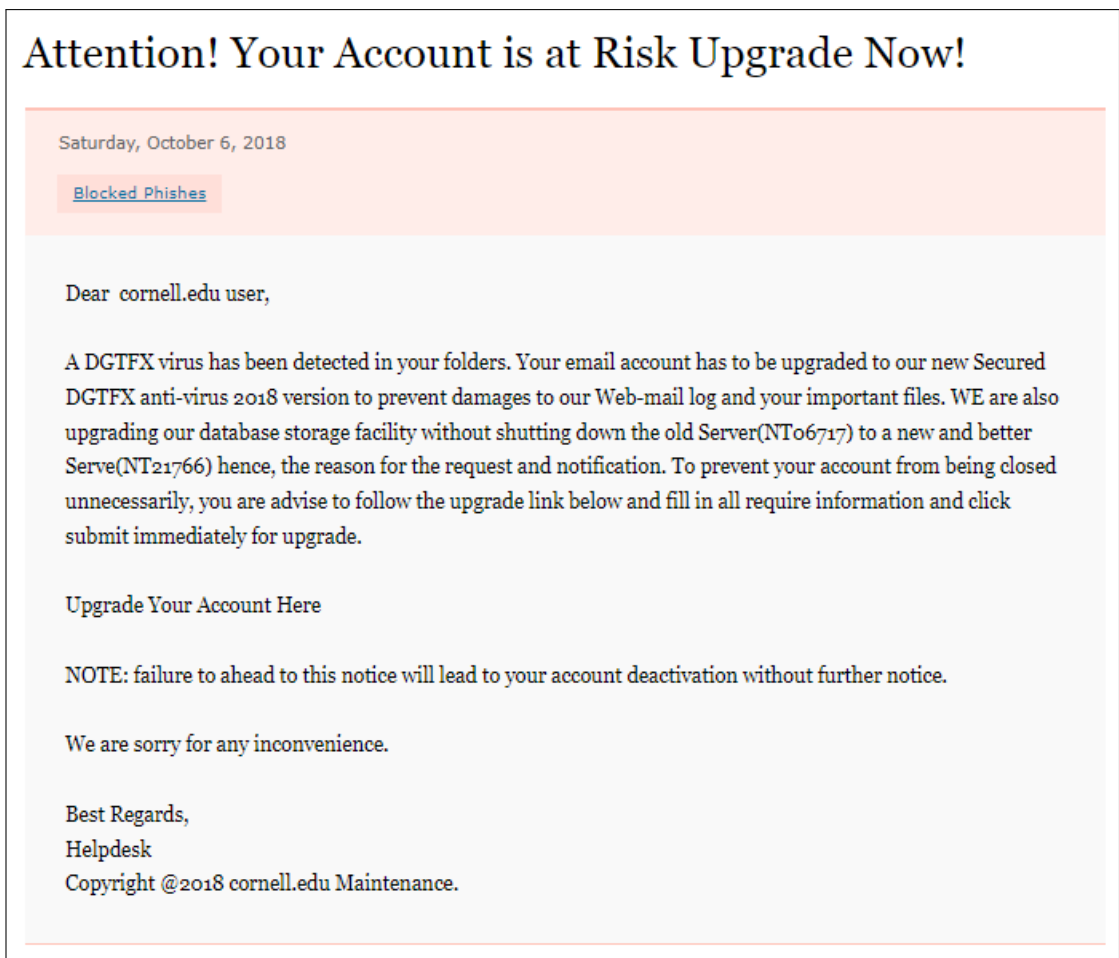 Attention! Your Account is at Risk Upgrade Now!
Saturday, October 6, 2018
Blocked Phishes
Dear  cornell.edu user,
A DGTFX virus has been detected in your folders. Your email account has to be upgraded to our new Secured
DGTFX anti-virus 2018 version to prevent damages to our Web-mail log and your important files. WE are also
upgrading our database storage facility without shutting down the old Server(NT06717) to a new and better
Serve(NT21766) hence, the reason for the request and notification. To prevent your account from being closed
unnecessarily, you are advise to follow the upgrade link below and fill in all require information and click
submit immediately for upgrade.
Upgrade Your Account Here
NOTE: failure to ahead to this notice will lead to your account deactivation without further notice.
We are sorry for any inconvenience.
Best Regards,
Helpdesk
Copyright @2018 cornell.edu Maintenance.